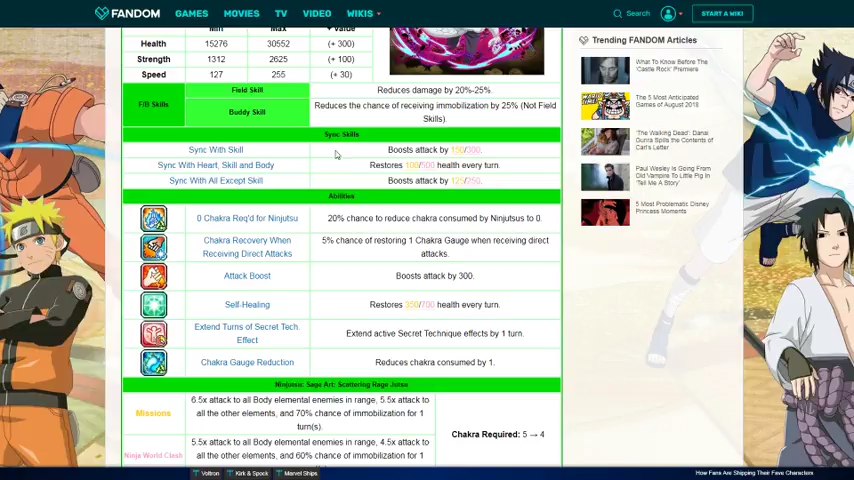 FANDOM GAMES MOVIES TV VIDEO WIKIS Search START A WIKI
Min Max + Value
Health 15276 30552 (+ 300)
Strength 1312 2625 (+ 100)
Speed 127 255 (+ 30)
F/B Skills
Field Skill Reduces damage by 20%-25%.
Buddy Skill Reduces the chance of receiving immobilization by 25% (Not Field
Skills).
Sync Skills
Sync With Skill Boosts attack by 150/300.
Sync With Heart, Skill and Body Restores 100/500 health every turn.
Sync With All Except Skill Boosts attack by 125/250.
Abilities
0 Chakra Req'd for Ninjutsu 20% chance to reduce chakra consumed by Ninjutsus to 0.
Chakra Recovery When
Receiving Direct Attacks
5% chance of restoring 1 Chakra Gauge when receiving direct
attacks.
Attack Boost Boosts attack by 300.
Self-Healing Restores 350/700 health every turn.
Extend Turns of Secret Tech.
Effect
Extend active Secret Technique effects by 1 turn.
Chakra Gauge Reduction Reduces chakra consumed by 1.
Ninjutsu: Sage Art: Scattering Rage Jutsu
Missions
6.5x attack to all Body elemental enemies in range, 5.5x attack to
all the other elements, and 70% chance of immobilization for 1
turn(s).
Chakra Required: 5 → 4
Ninja World Clash
5.5x attack to all Body elemental enemies in range, 4.5x attack to
all the other elements, and 60% chance of immobilization for 1
Trending FANDOM Articles
What To Know Before The
'Castle Rock' Premiere
The 5 Most Anticipated
Games of August 2018
'The Walking Dead': Danai
Gurira Spills the Contents of
Carl's Letter
Paul Wesley Is Going From
Old Vampire To Little Pig in
'Tell Me A Story'
5 Most Problematic Disney
Princess Moments
Voltron Kirk & Spock Marvel Ships How Fans Are Shipping Their Fave Characters